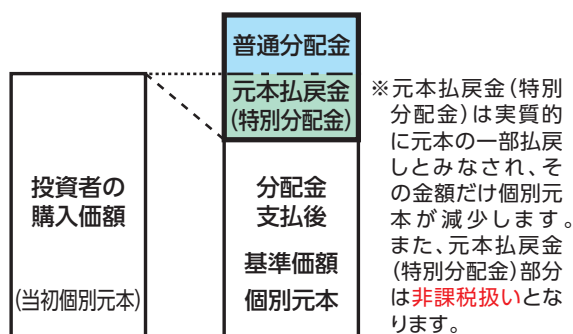 普通分配金
元本払戻金
(特別分配金)
投資者の
購入価額
(当初個別元本)
分配金
支払後
基準価額
個別元本
※元本払戻金(特別
分配金)は実質的
に元本の一部払戻
しとみなされ、そ
の金額だけ個別元
本が減少します。
また、元本払戻金
(特別分配金)部分
は非課税扱いとな
ります。